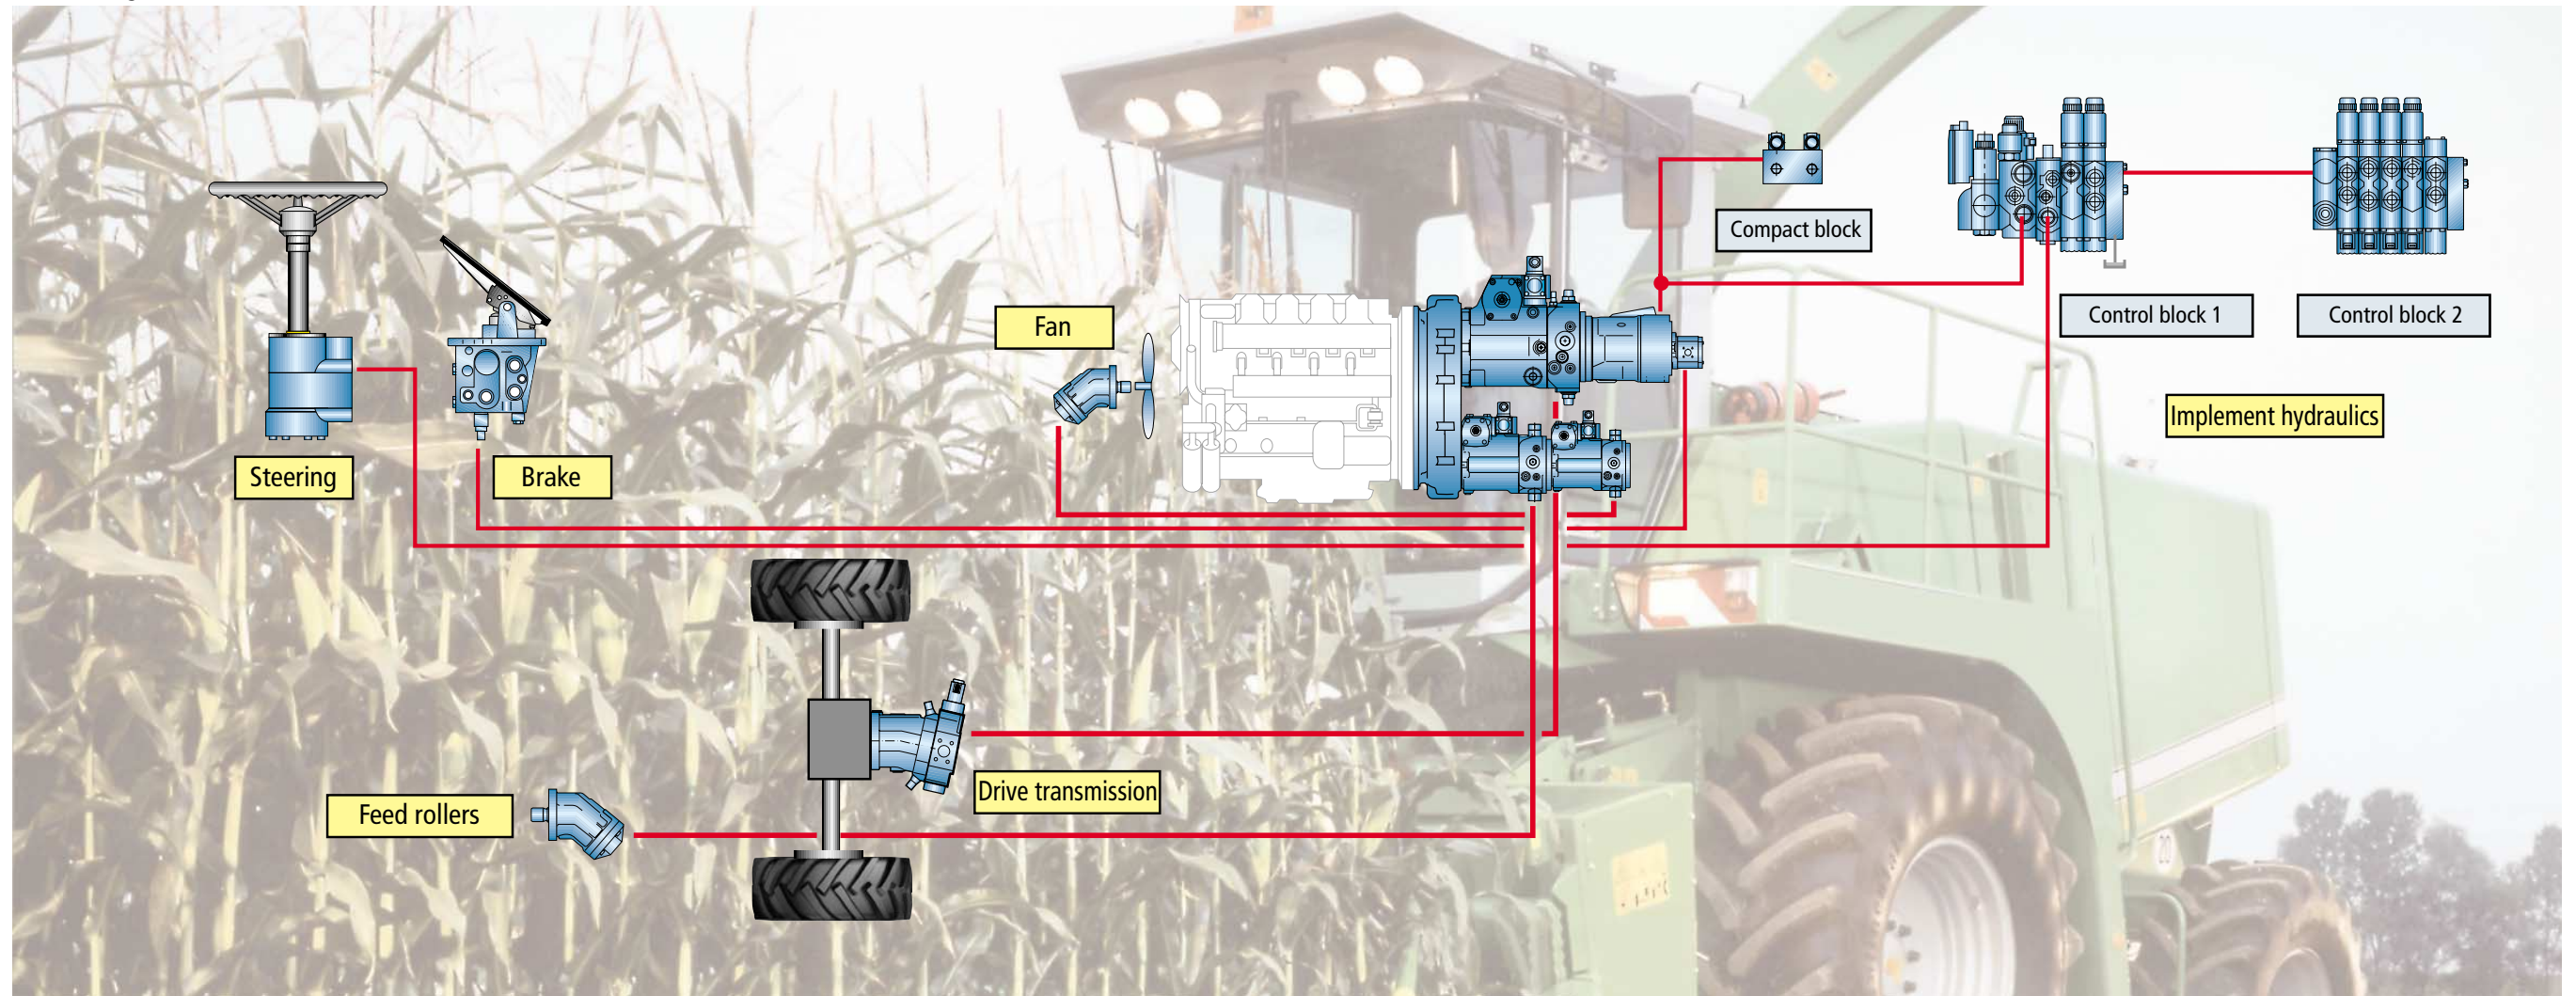 Compact block
Fan
Control block 1
Control block 2
Implement hydraulics
Steering
Brake
Drive transmission
Feed rollers